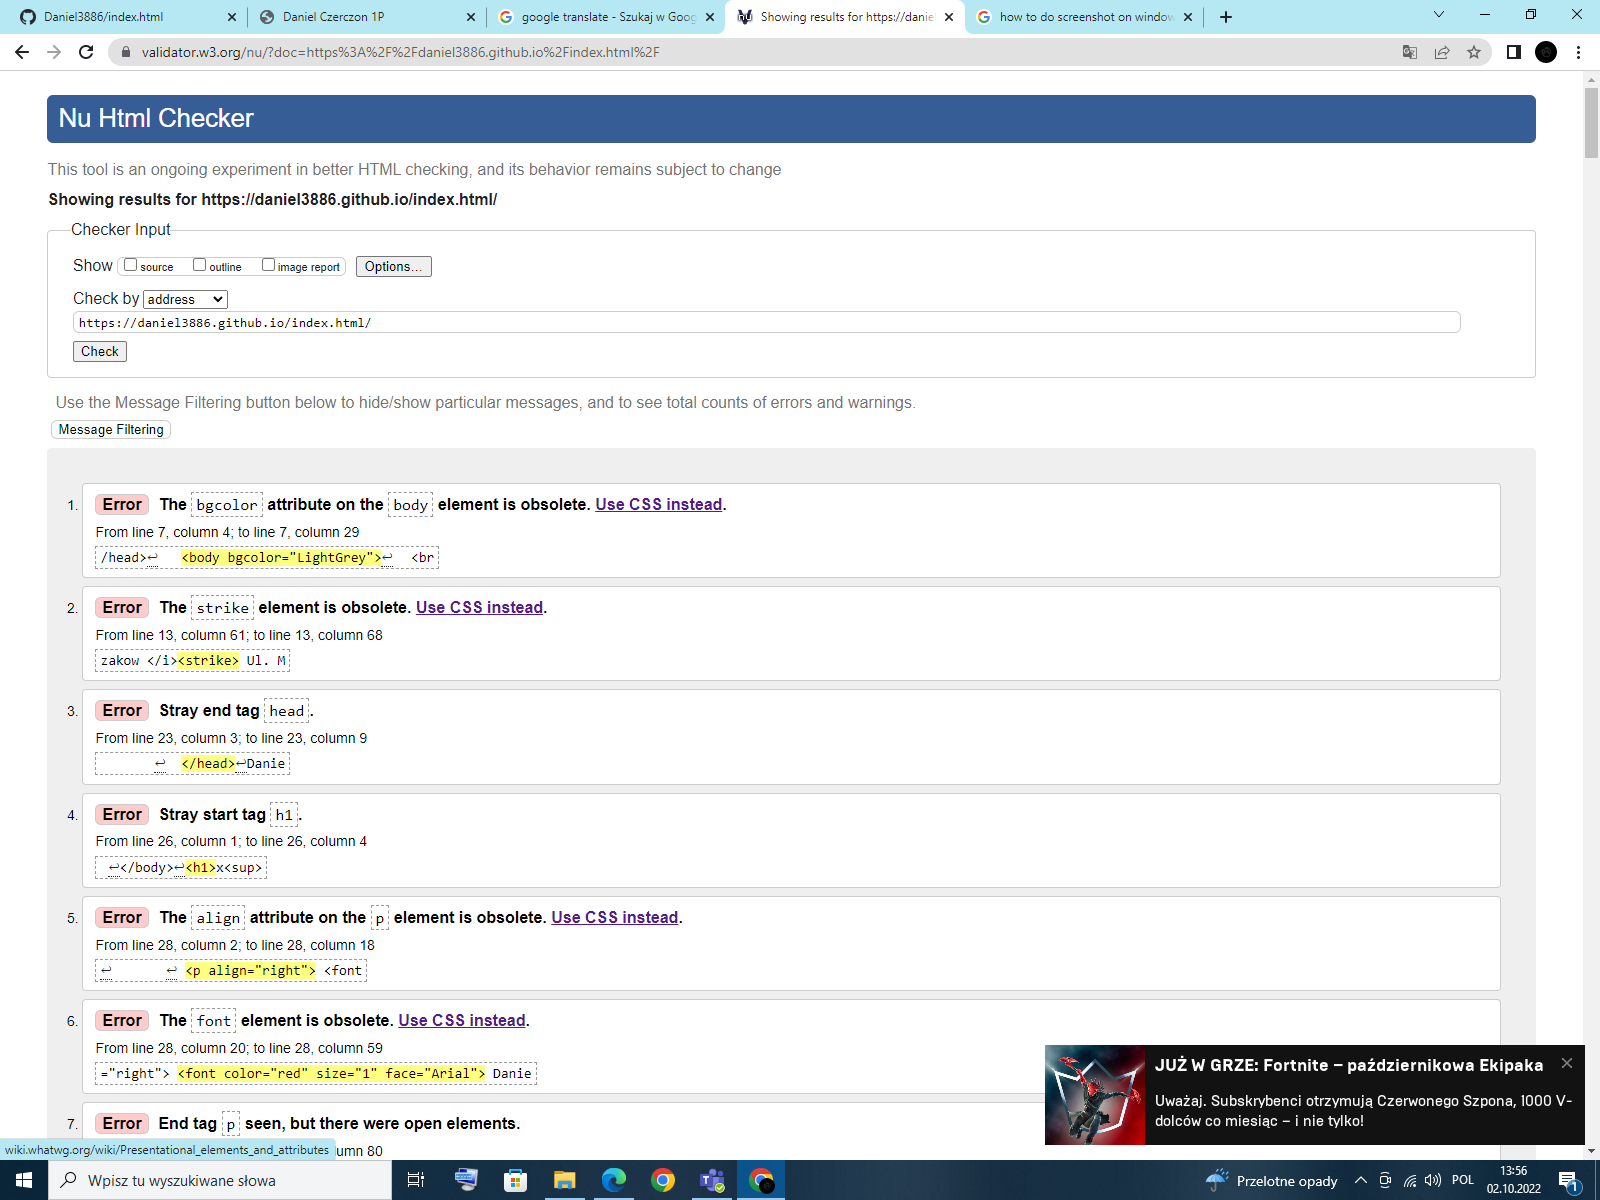 Daniel3886/index.html
Daniel Czerczon 1P
google translate - Szukaj w Goog
Showing results for https://daniel
how to do screenshot on window
validator.w3.org/nu/?doc=https%3A%2F%2Fdaniel3886.github.io%2Findex.html%2F
Nu Html Checker
This tool is an ongoing experiment in better HTML checking, and its behavior remains subject to change
Showing results for https://daniel3886.github.io/index.html/
Checker Input
Show source outline image report Options...
Check by address
https://daniel3886.github.io/index.html/
Check
Use the Message Filtering button below to hide/show particular messages, and to see total counts of errors and warnings.
Message Filtering
1. Error The bgcolor attribute on the body element is obsolete. Use CSS instead.
From line 7, column 4; to line 7, column 29
/head>↩ <body bgcolor="LightGrey">↩ <br
2. Error The strike element is obsolete. Use CSS instead.
From line 13, column 61; to line 13, column 68
zakow </i><strike> Ul. M
3. Error Stray end tag head.
From line 23, column 3; to line 23, column 9
↩ </head>↩Danie
4. Error Stray start tag h1.
From line 26, column 1; to line 26, column 4
↩</body>↩<h1>x<sup>
5. Error The align attribute on the p element is obsolete. Use CSS instead.
From line 28, column 2; to line 28, column 18
↩ ↩ <p align="right"> <font
6. Error The font element is obsolete. Use CSS instead.
From line 28, column 20; to line 28, column 59
="right"> <font color="red" size="1" face="Arial"> Danie
7. Error End tag p seen, but there were open elements.
umn 80
wiki.whatwg.org/wiki/Presentational_elements_and_attributes
JUŻ W GRZE: Fortnite – październikowa Ekipaka
Uważaj. Subskrybenci otrzymują Czerwonego Szpona, 1000 V-
dolców co miesiąc – i nie tylko!
Wpisz tu wyszukiwane słowa
Przelotne opady
POL
13:56
02.10.2022
1